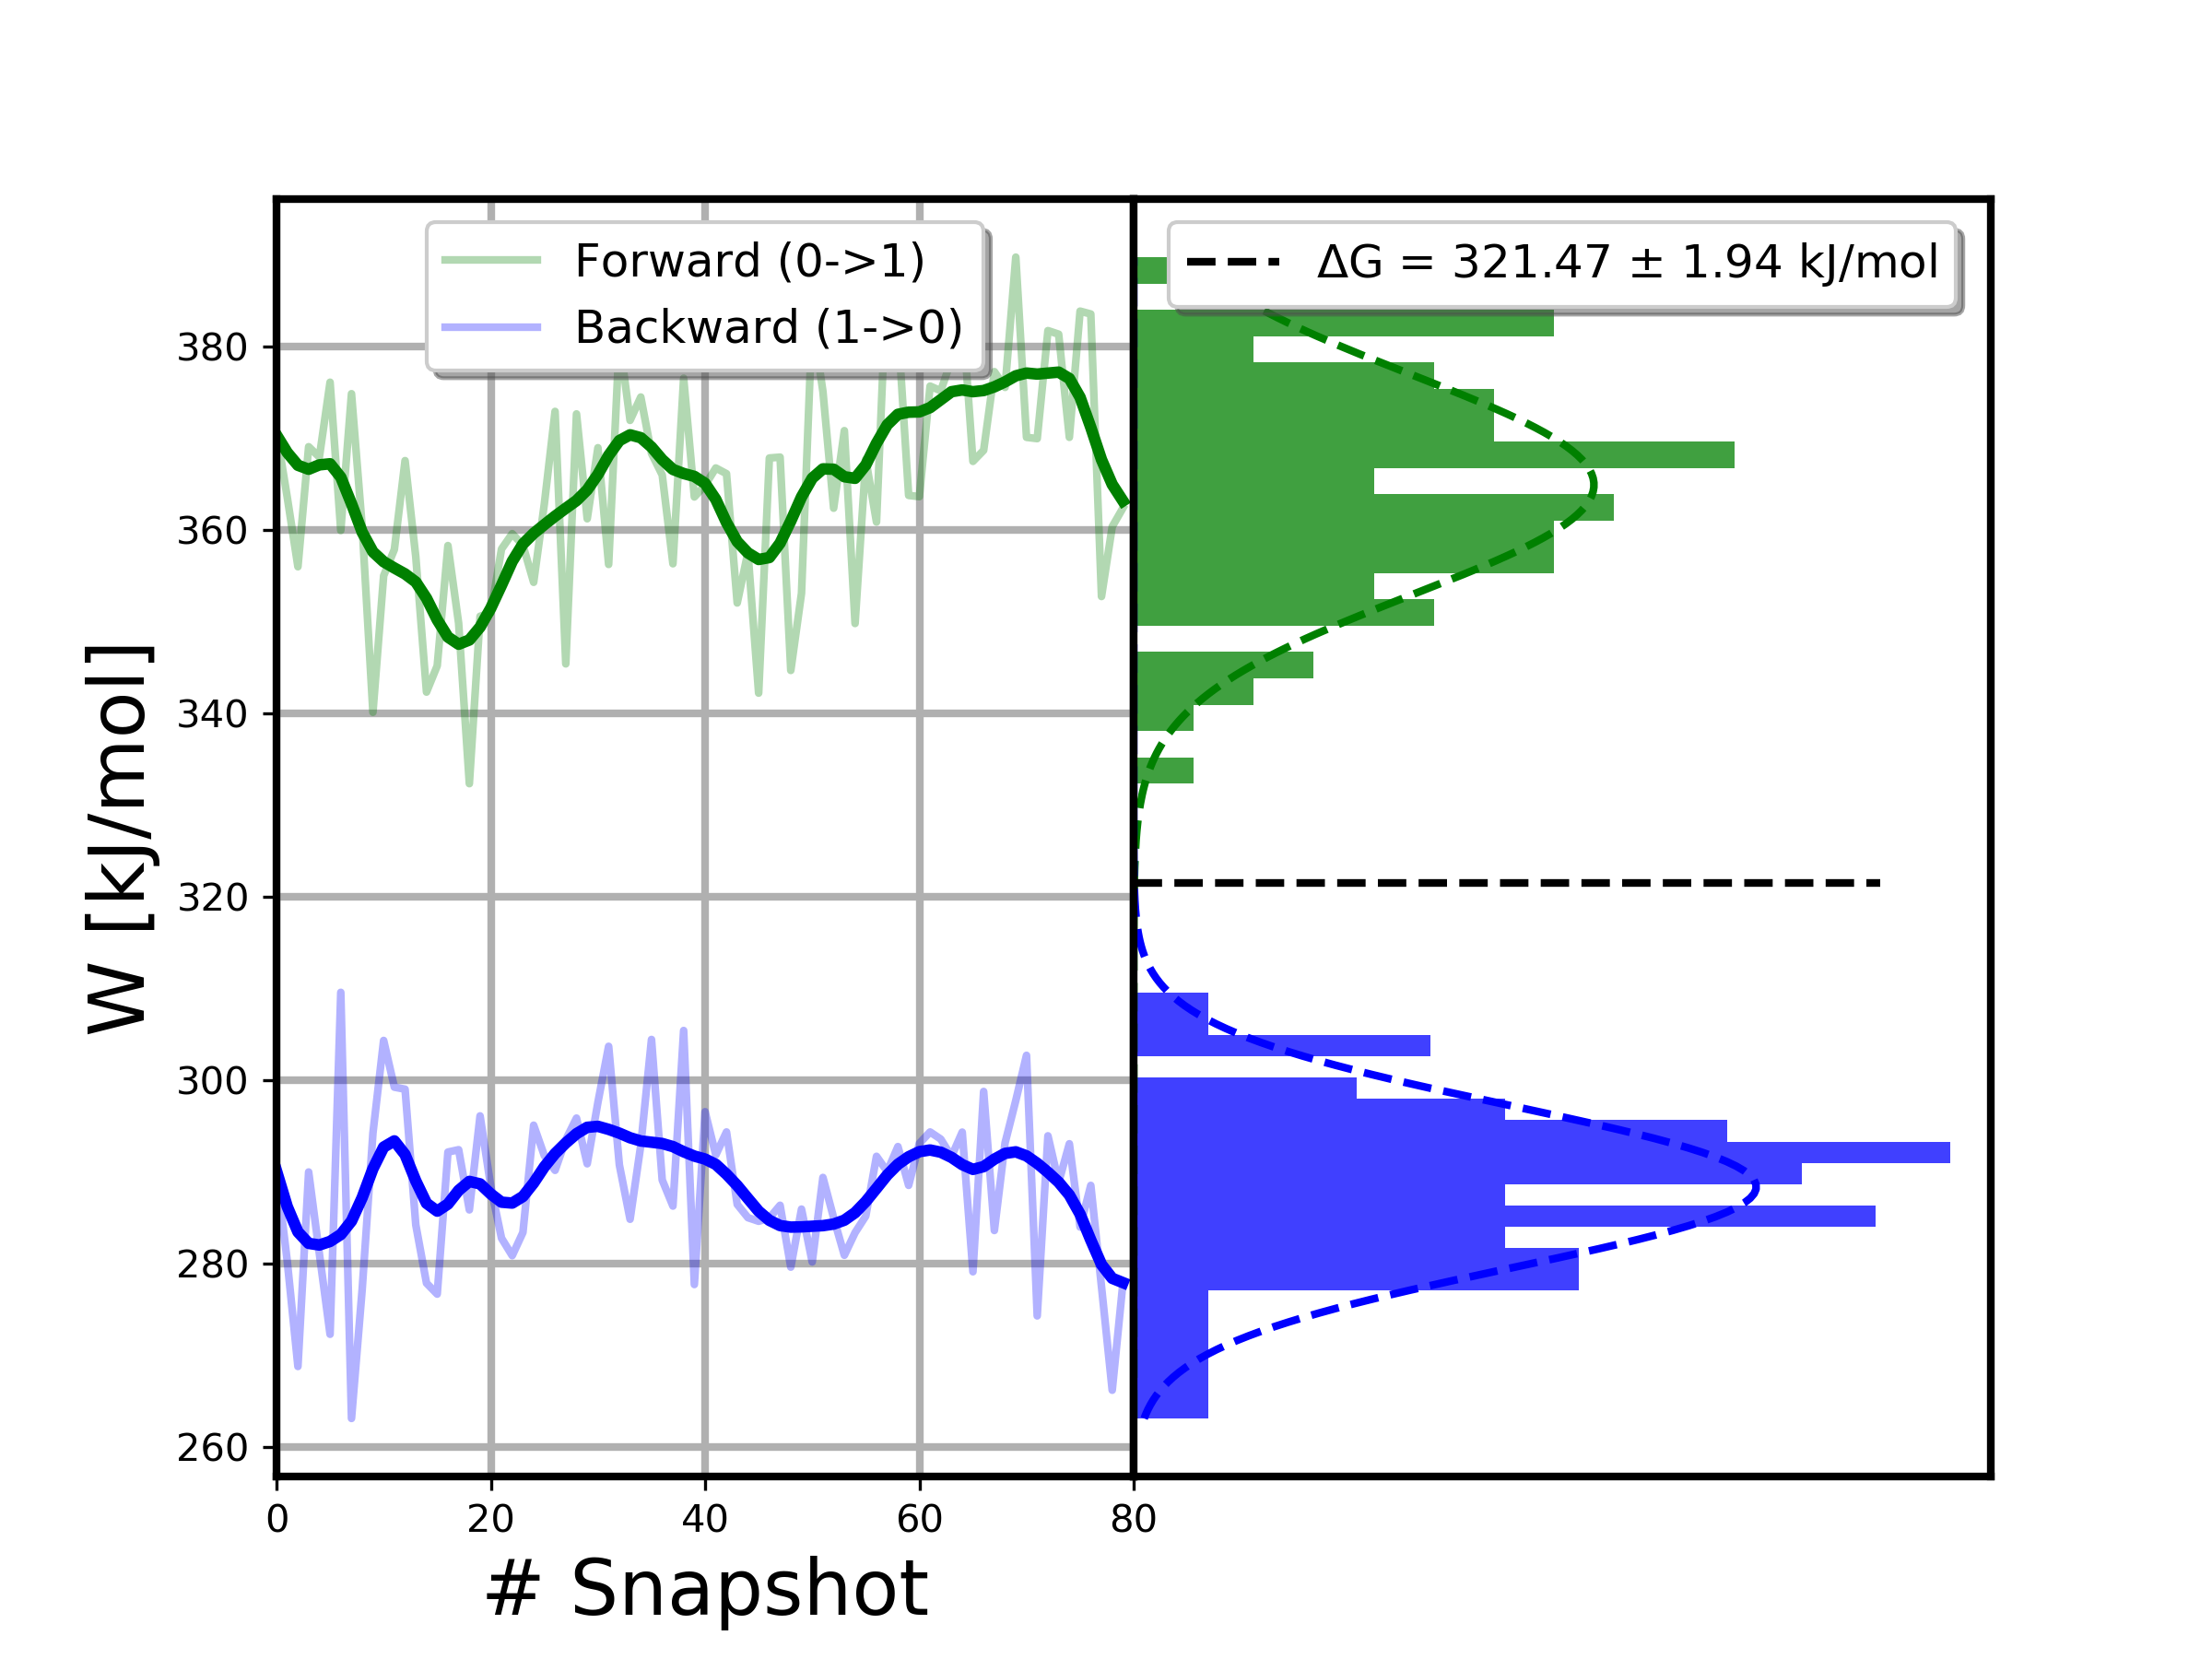 Forward (0->1)
Backward (1->0)
ΔG = 321.47 ± 1.94 kJ/mol
W [kJ/mol]
380
360
340
320
300
280
260
0 20 40 60 80
# Snapshot